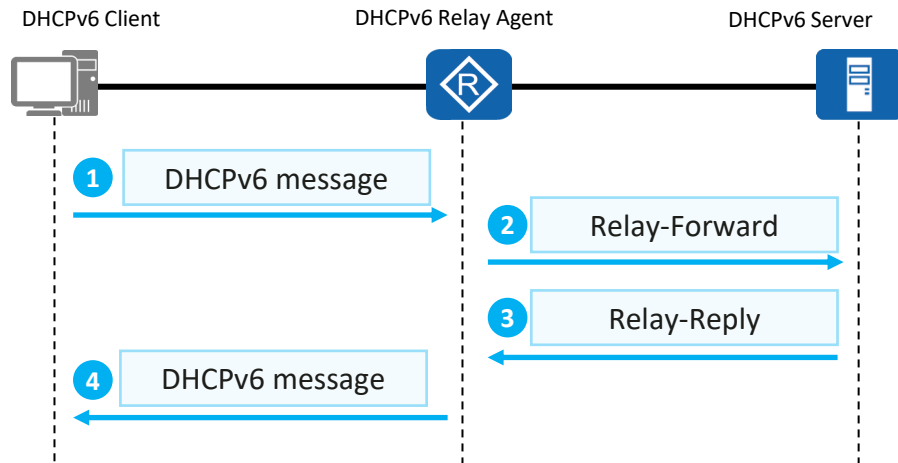 DHCPv6 Client
DHCPv6 Relay Agent
DHCPv6 Server
R
1
DHCPv6 message
2
Relay-Forward
3
Relay-Reply
4
DHCPv6 message